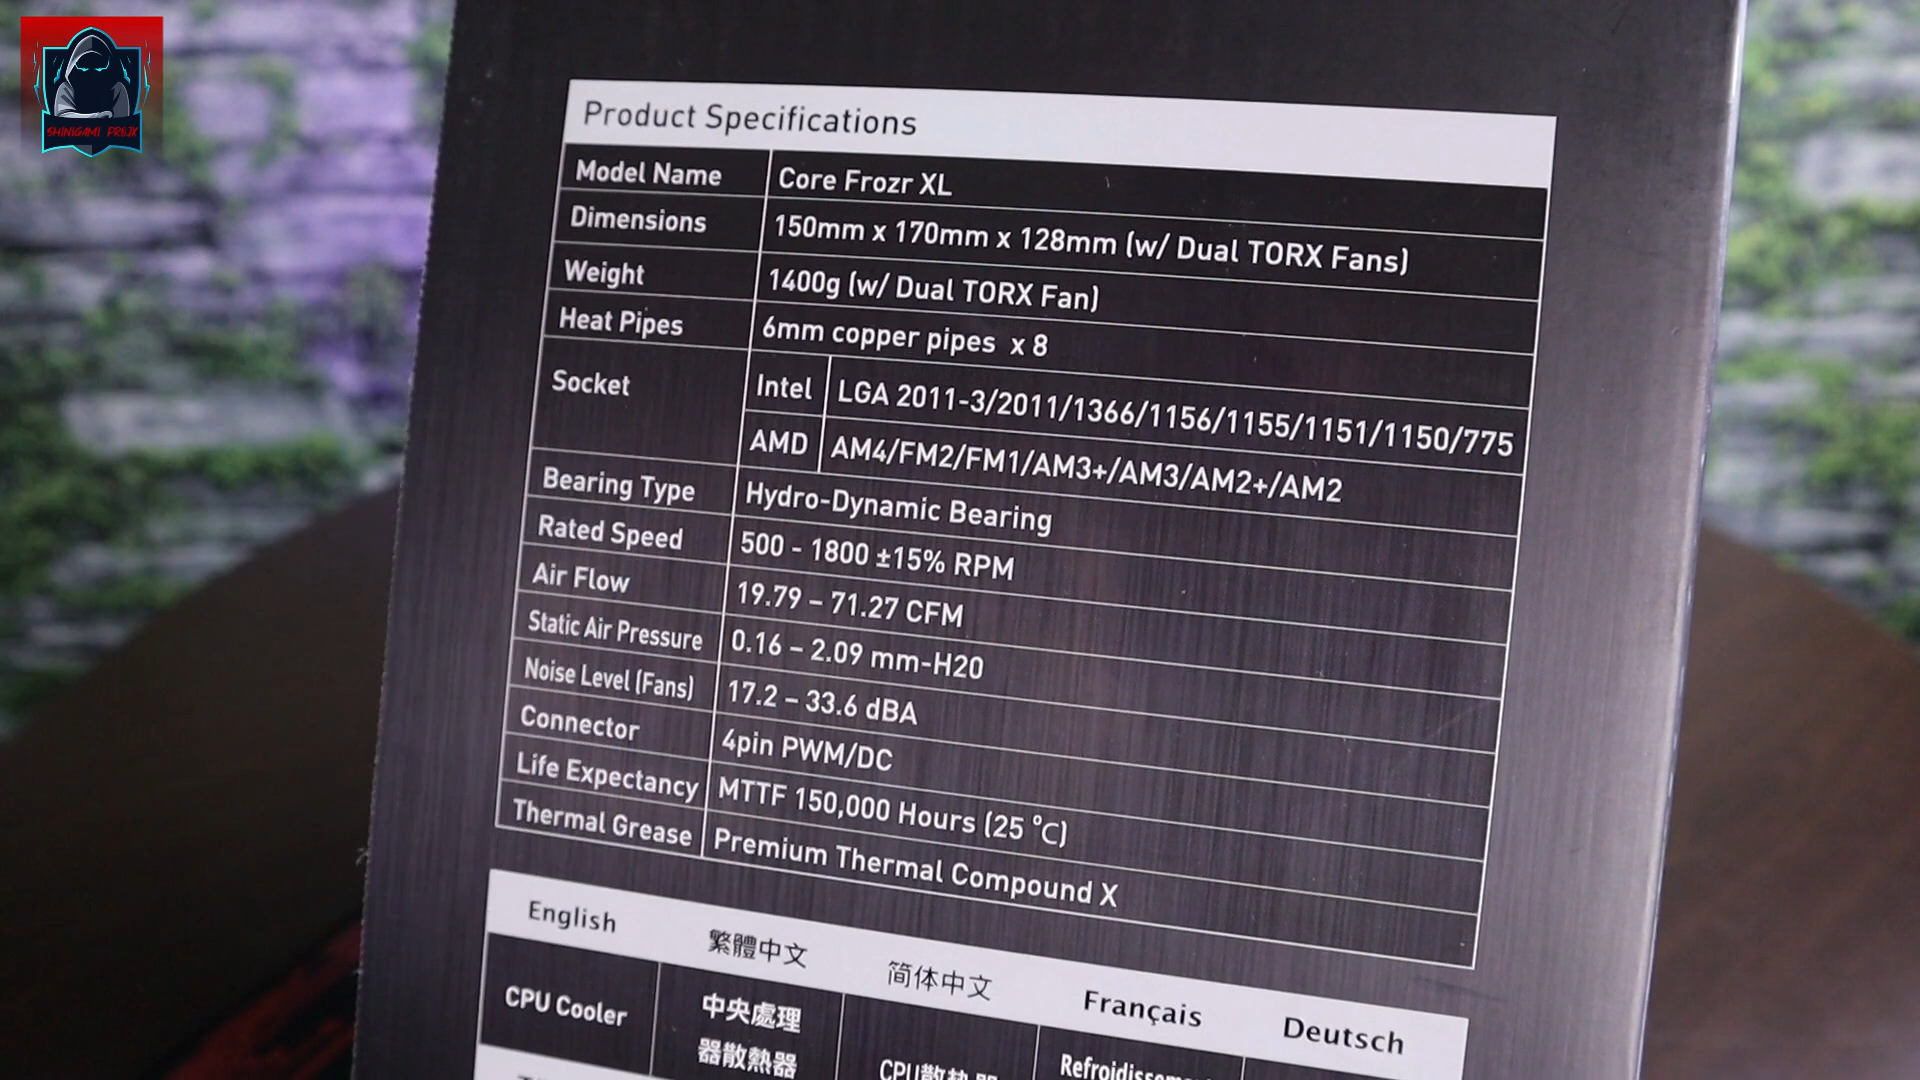 SHINIGAMI PROJX
Product Specifications
Model Name Core Frozr XL
Dimensions 150mm x 170mm x 128mm (w/ Dual TORX Fans)
Weight 1400g (w/ Dual TORX Fan)
Heat Pipes 6mm copper pipes x 8
Socket Intel LGA 2011-3/2011/1366/1156/1155/1151/1150/775
AMD AM4/FM2/FM1/AM3+/AM3/AM2+/AM2
Bearing Type Hydro-Dynamic Bearing
Rated Speed 500 - 1800 ±15% RPM
Air Flow 19.79 – 71.27 CFM
Static Air Pressure 0.16 – 2.09 mm-H20
Noise Level (Fans) 17.2 – 33.6 dBA
Connector 4pin PWM/DC
Life Expectancy MTTF 150,000 Hours (25 ℃)
Thermal Grease Premium Thermal Compound X
English 繁體中文 简体中文 Français Deutsch
CPU Cooler 中央處理
器散熱器